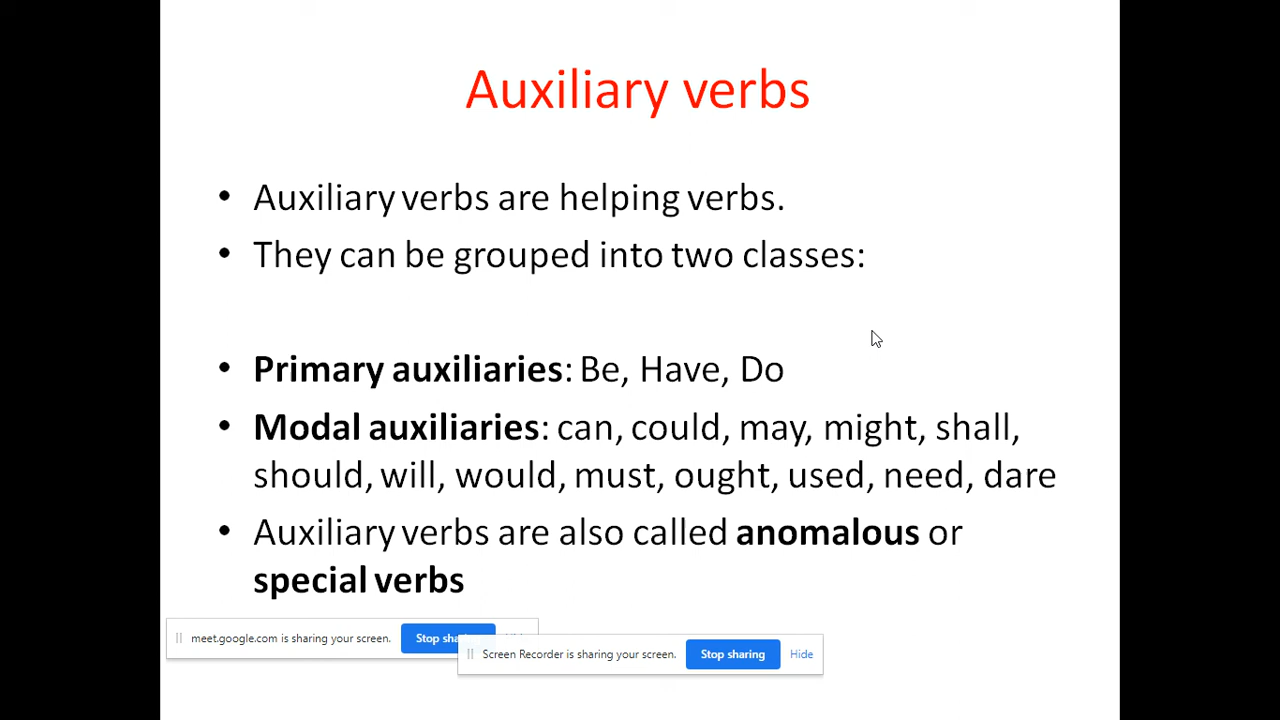 Auxiliary verbs
• Auxiliary verbs are helping verbs.
• They can be grouped into two classes:
• Primary auxiliaries: Be, Have, Do
• Modal auxiliaries: can, could, may, might, shall,
should, will, would, must, ought, used, need, dare
• Auxiliary verbs are also called anomalous or
special verbs
meet.google.com is sharing your screen. Stop
Screen Recorder is sharing your screen. Stop sharing Hide